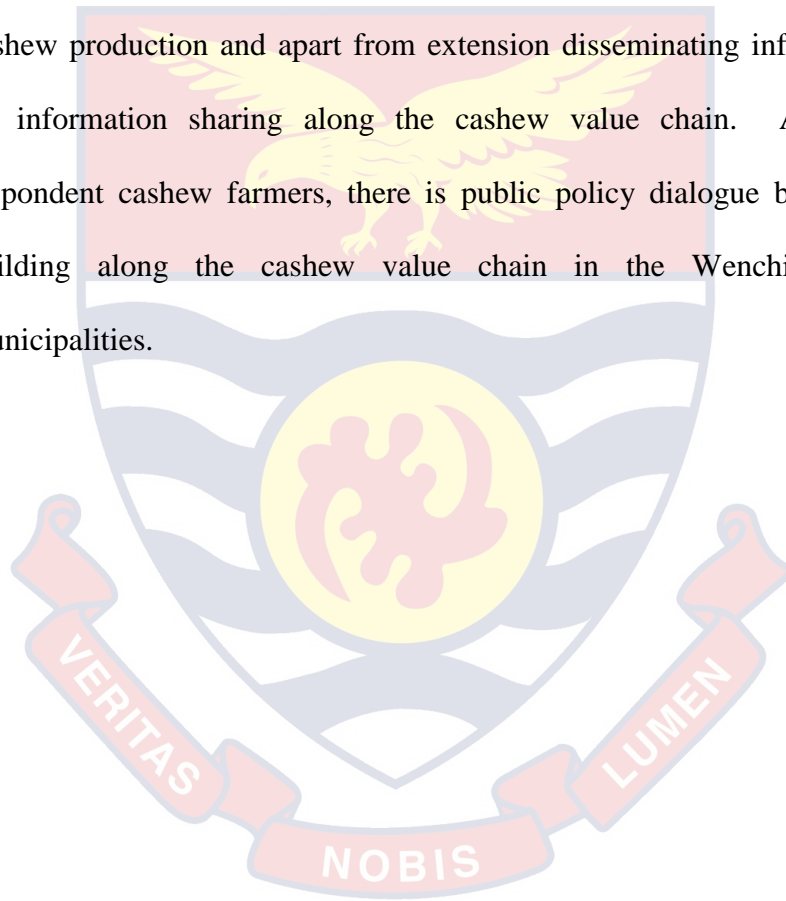 shew production and apart from extension disseminating inf
information sharing along the cashew value chain. A
pondent cashew farmers, there is public policy dialogue b
ilding along the cashew value chain in the Wenchi
unicipalities.
VERITAS
NOBIS
LUMEN